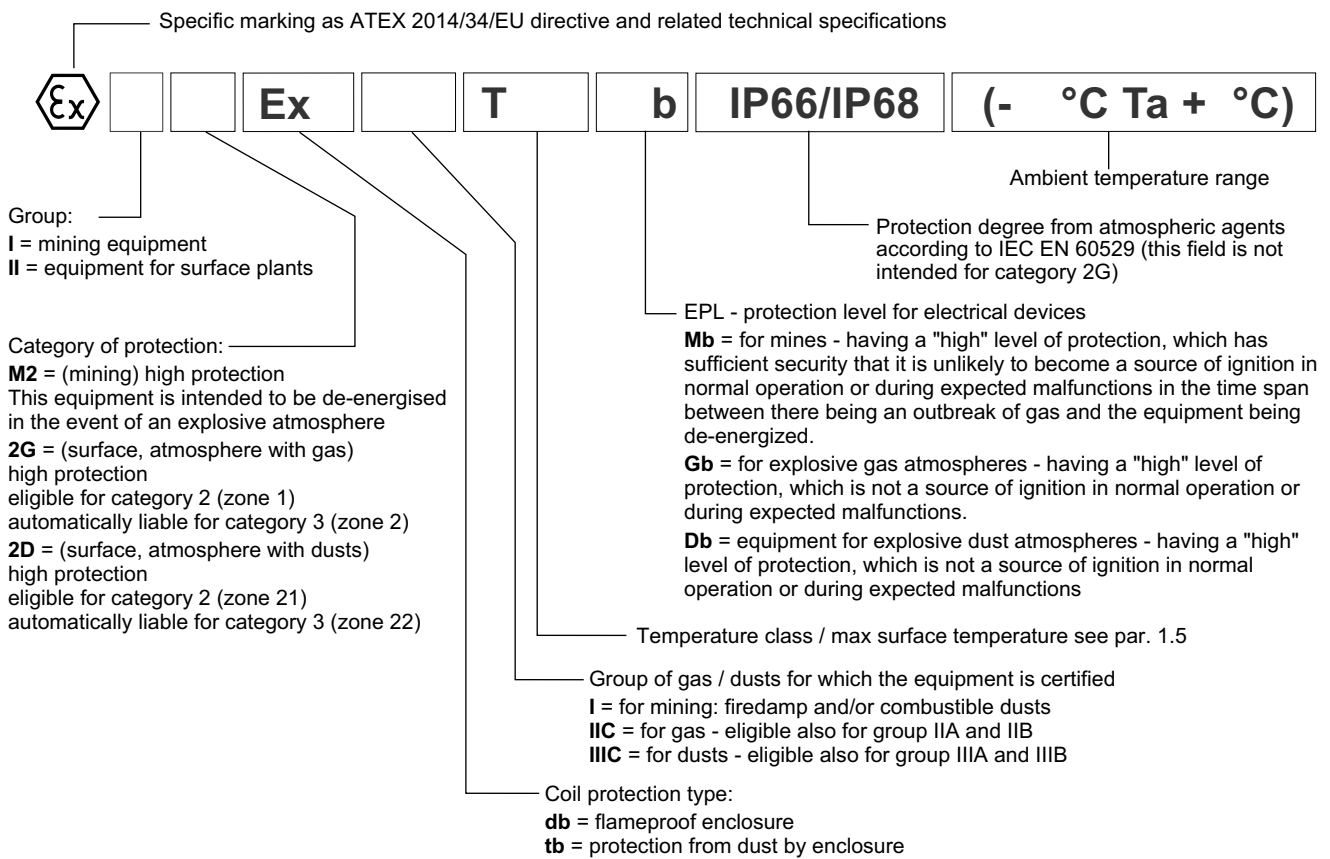 Specific marking as ATEX 2014/34/EU directive and related technical specifications
Ex Ex T b IP66/IP68 (- °C Ta + °C)
Ambient temperature range
Group:
I = mining equipment
II = equipment for surface plants
Protection degree from atmospheric agents
according to IEC EN 60529 (this field is not
intended for category 2G)
EPL - protection level for electrical devices
Mb = for mines - having a "high" level of protection, which has
sufficient security that it is unlikely to become a source of ignition in
normal operation or during expected malfunctions in the time span
between there being an outbreak of gas and the equipment being
de-energized.
Gb = for explosive gas atmospheres - having a "high" level of
protection, which is not a source of ignition in normal operation or
during expected malfunctions.
Db = equipment for explosive dust atmospheres - having a "high"
level of protection, which is not a source of ignition in normal
operation or during expected malfunctions
Category of protection:
M2 = (mining) high protection
This equipment is intended to be de-energised
in the event of an explosive atmosphere
2G = (surface, atmosphere with gas)
high protection
eligible for category 2 (zone 1)
automatically liable for category 3 (zone 2)
2D = (surface, atmosphere with dusts)
high protection
eligible for category 2 (zone 21)
automatically liable for category 3 (zone 22)
Temperature class / max surface temperature see par. 1.5
Group of gas / dusts for which the equipment is certified
I = for mining: firedamp and/or combustible dusts
IIC = for gas - eligible also for group IIA and IIB
IIIC = for dusts - eligible also for group IIIA and IIIB
Coil protection type:
db = flameproof enclosure
tb = protection from dust by enclosure